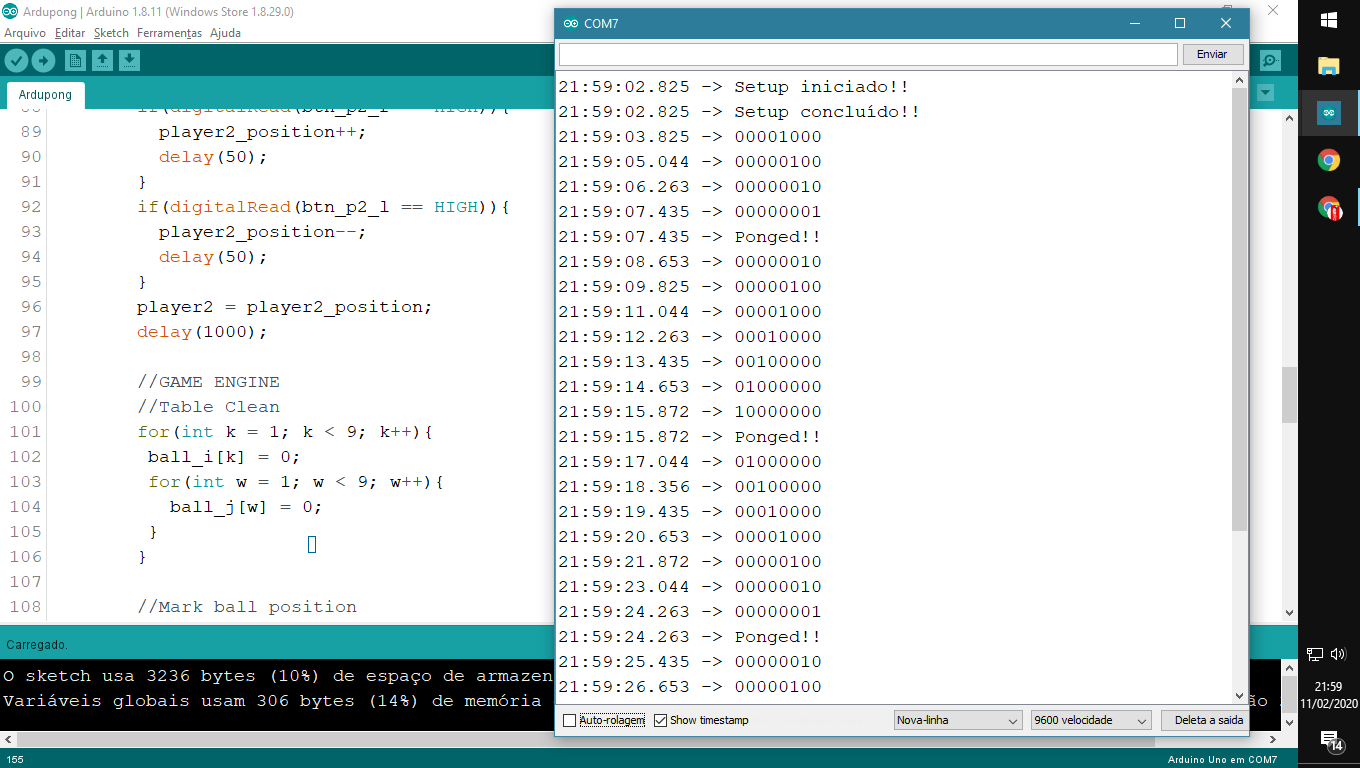 Ardupong | Arduino 1.8.11 (Windows Store 1.8.29.0)
Arquivo Editar Sketch Ferramentas Ajuda
Ardupong
if(digitalRead(btn_p2_l == HIGH)){
89 player2_position++;
90 delay(50);
91 }
92 if(digitalRead(btn_p2_l == HIGH)){
93 player2_position--;
94 delay(50);
95 }
96 player2 = player2_position;
97 delay(1000);
98
99 //GAME ENGINE
100 //Table Clean
101 for(int k = 1; k < 9; k++){
102 ball_i[k] = 0;
103 for(int w = 1; w < 9; w++){
104 ball_j[w] = 0;
105 }
106 }
107
108 //Mark ball position
Carregado.
O sketch usa 3236 bytes (10%) de espaço de armazen
Variáveis globais usam 306 bytes (14%) de memória
155
Arduino Uno em COM7
COM7
Enviar
21:59:02.825 -> Setup iniciado!!
21:59:02.825 -> Setup concluído!!
21:59:03.825 -> 00001000
21:59:05.044 -> 00000100
21:59:06.263 -> 00000010
21:59:07.435 -> 00000001
21:59:07.435 -> Ponged!!
21:59:08.653 -> 00000010
21:59:09.825 -> 00000100
21:59:11.044 -> 00001000
21:59:12.263 -> 00010000
21:59:13.435 -> 00100000
21:59:14.653 -> 01000000
21:59:15.872 -> 10000000
21:59:15.872 -> Ponged!!
21:59:17.044 -> 01000000
21:59:18.356 -> 00100000
21:59:19.435 -> 00010000
21:59:20.653 -> 00001000
21:59:21.872 -> 00000100
21:59:23.044 -> 00000010
21:59:24.263 -> 00000001
21:59:24.263 -> Ponged!!
21:59:25.435 -> 00000010
21:59:26.653 -> 00000100
Auto-rolagem Show timestamp Nova-linha 9600 velocidade Deleta a saida
21:59
11/02/2020
14